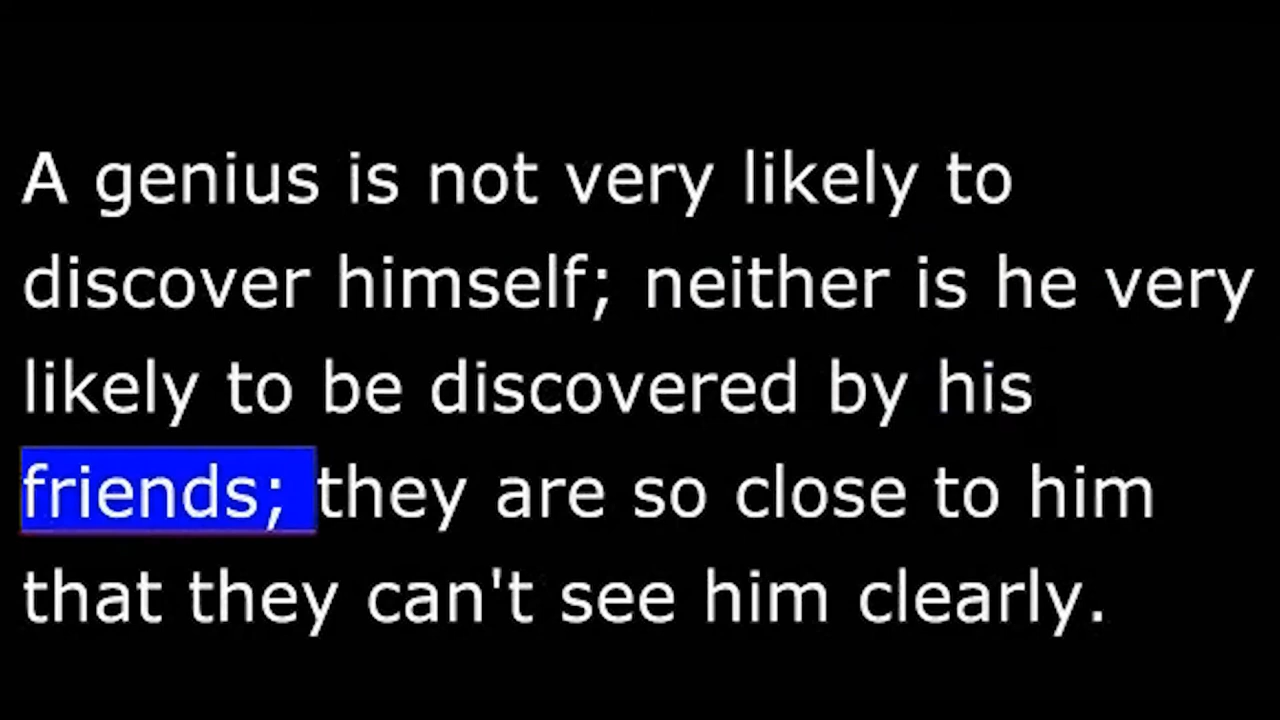 A genius is not very likely to
discover himself; neither is he very
likely to be discovered by his
friends; they are so close to him
that they can't see him clearly.